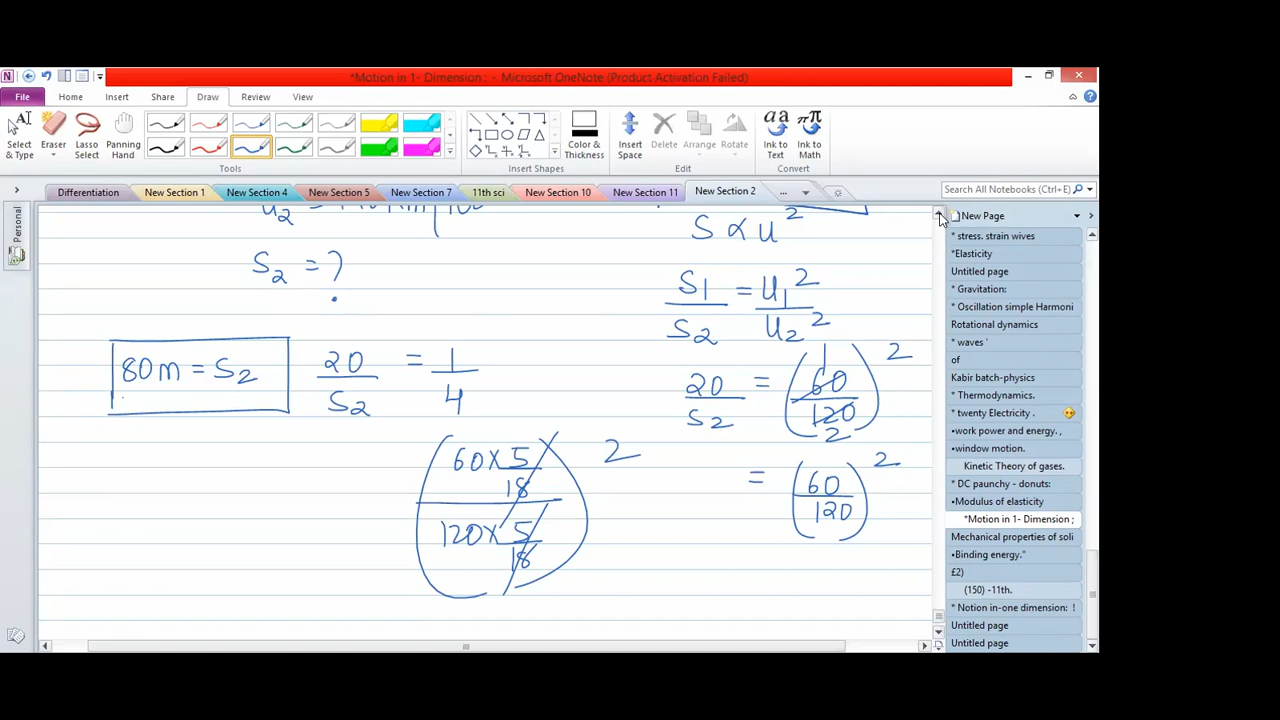 *Motion in 1- Dimension ; - Microsoft OneNote (Product Activation Failed)
File Home Insert Share Draw Review View
Select & Type
Eraser
Lasso Select
Panning Hand
Color & Thickness
Insert Space
Delete
Arrange
Rotate
Ink to Text
Ink to Math
Tools
Insert Shapes
Edit
Convert
Differentiation New Section 1 New Section 4 New Section 5 New Section 7 11th sci New Section 10 New Section 11 New Section 2 ...
Search All Notebooks (Ctrl+E)
Personal
S ∝ u²
S₂ = ?
S₁/S₂ = u₁²/u₂²
80m = S₂
20/S₂ = 1/4
20/S₂ = (60/120)² 1 2
(60×5/18 / 120×5/18)²
= (60/120)²
New Page
* stress. strain wives
*Elasticity
Untitled page
* Gravitation:
* Oscillation simple Harmoni
Rotational dynamics
* waves '
of
Kabir batch-physics
* Thermodynamics.
* twenty Electricity .
•work power and energy. ,
•window motion.
Kinetic Theory of gases.
* DC paunchy - donuts:
•Modulus of elasticity
*Motion in 1- Dimension ;
Mechanical properties of soli
•Binding energy."
£2)
(150) -11th.
* Notion in-one dimension: !
Untitled page
Untitled page